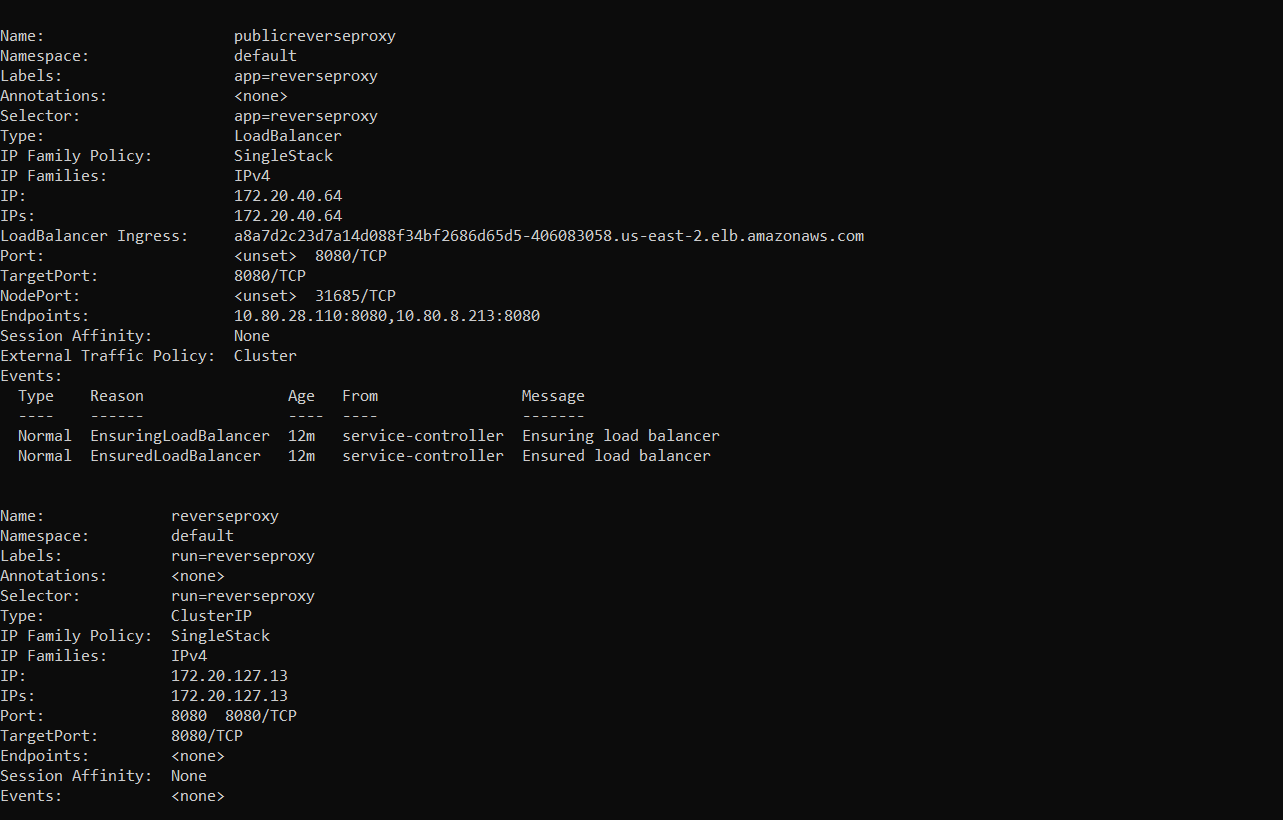 Name:                     publicreverseproxy
Namespace:                default
Labels:                   app=reverseproxy
Annotations:              <none>
Selector:                 app=reverseproxy
Type:                     LoadBalancer
IP Family Policy:         SingleStack
IP Families:              IPv4
IP:                       172.20.40.64
IPs:                      172.20.40.64
LoadBalancer Ingress:     a8a7d2c23d7a14d088f34bf2686d65d5-406083058.us-east-2.elb.amazonaws.com
Port:                     <unset>  8080/TCP
TargetPort:               8080/TCP
NodePort:                 <unset>  31685/TCP
Endpoints:                10.80.28.110:8080,10.80.8.213:8080
Session Affinity:         None
External Traffic Policy:  Cluster
Events:
  Type    Reason                Age   From                Message
  ----    ------                ----  ----                -------
  Normal  EnsuringLoadBalancer  12m   service-controller  Ensuring load balancer
  Normal  EnsuredLoadBalancer   12m   service-controller  Ensured load balancer
Name:              reverseproxy
Namespace:         default
Labels:            run=reverseproxy
Annotations:       <none>
Selector:          run=reverseproxy
Type:              ClusterIP
IP Family Policy:  SingleStack
IP Families:       IPv4
IP:                172.20.127.13
IPs:               172.20.127.13
Port:              8080  8080/TCP
TargetPort:        8080/TCP
Endpoints:         <none>
Session Affinity:  None
Events:            <none>